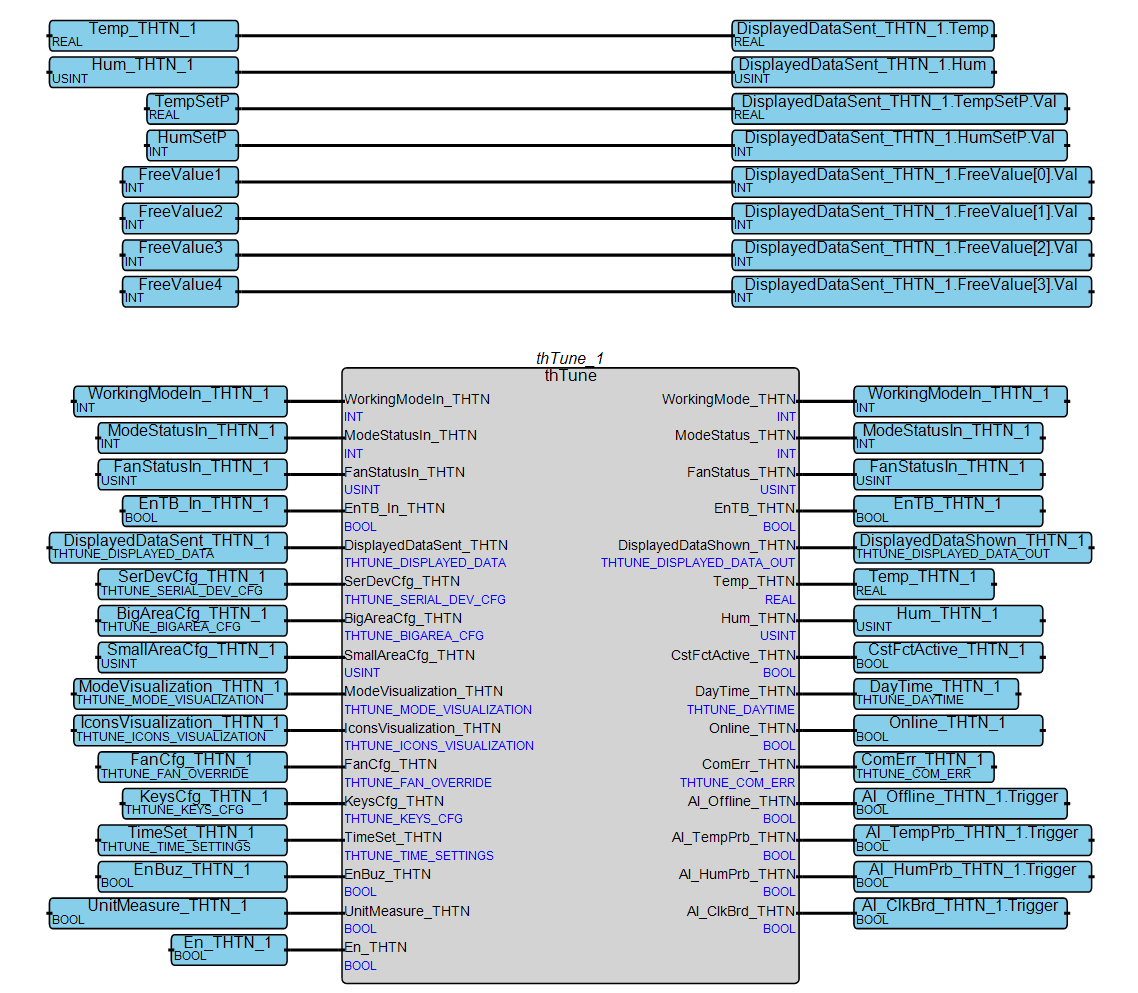 Temp_THTN_1
REAL
DisplayedDataSent_THTN_1.Temp
REAL
Hum_THTN_1
USINT
DisplayedDataSent_THTN_1.Hum
USINT
TempSetP
REAL
DisplayedDataSent_THTN_1.TempSetP.Val
REAL
HumSetP
INT
DisplayedDataSent_THTN_1.HumSetP.Val
INT
FreeValue1
INT
DisplayedDataSent_THTN_1.FreeValue[0].Val
INT
FreeValue2
INT
DisplayedDataSent_THTN_1.FreeValue[1].Val
INT
FreeValue3
INT
DisplayedDataSent_THTN_1.FreeValue[2].Val
INT
FreeValue4
INT
DisplayedDataSent_THTN_1.FreeValue[3].Val
INT
thTune_1
thTune
WorkingModeIn_THTN_1
INT
WorkingModeIn_THTN
INT
WorkingMode_THTN
INT
WorkingModeIn_THTN_1
INT
ModeStatusIn_THTN_1
INT
ModeStatusIn_THTN
INT
ModeStatus_THTN
INT
ModeStatusIn_THTN_1
INT
FanStatusIn_THTN_1
USINT
FanStatusIn_THTN
USINT
FanStatus_THTN
USINT
FanStatusIn_THTN_1
USINT
EnTB_In_THTN_1
BOOL
EnTB_In_THTN
BOOL
EnTB_THTN
BOOL
EnTB_THTN_1
BOOL
DisplayedDataSent_THTN_1
THTUNE_DISPLAYED_DATA
DisplayedDataSent_THTN
THTUNE_DISPLAYED_DATA
DisplayedDataShown_THTN
THTUNE_DISPLAYED_DATA_OUT
DisplayedDataShown_THTN_1
THTUNE_DISPLAYED_DATA_OUT
SerDevCfg_THTN_1
THTUNE_SERIAL_DEV_CFG
SerDevCfg_THTN
THTUNE_SERIAL_DEV_CFG
Temp_THTN
REAL
Temp_THTN_1
REAL
BigAreaCfg_THTN_1
THTUNE_BIGAREA_CFG
BigAreaCfg_THTN
THTUNE_BIGAREA_CFG
Hum_THTN
USINT
Hum_THTN_1
USINT
SmallAreaCfg_THTN_1
USINT
SmallAreaCfg_THTN
USINT
CstFctActive_THTN
BOOL
CstFctActive_THTN_1
BOOL
ModeVisualization_THTN_1
THTUNE_MODE_VISUALIZATION
ModeVisualization_THTN
THTUNE_MODE_VISUALIZATION
DayTime_THTN
THTUNE_DAYTIME
DayTime_THTN_1
THTUNE_DAYTIME
IconsVisualization_THTN_1
THTUNE_ICONS_VISUALIZATION
IconsVisualization_THTN
THTUNE_ICONS_VISUALIZATION
Online_THTN
BOOL
Online_THTN_1
BOOL
FanCfg_THTN_1
THTUNE_FAN_OVERRIDE
FanCfg_THTN
THTUNE_FAN_OVERRIDE
ComErr_THTN
THTUNE_COM_ERR
ComErr_THTN_1
THTUNE_COM_ERR
KeysCfg_THTN_1
THTUNE_KEYS_CFG
KeysCfg_THTN
THTUNE_KEYS_CFG
Al_Offline_THTN
BOOL
Al_Offline_THTN_1.Trigger
BOOL
TimeSet_THTN_1
THTUNE_TIME_SETTINGS
TimeSet_THTN
THTUNE_TIME_SETTINGS
Al_TempPrb_THTN
BOOL
Al_TempPrb_THTN_1.Trigger
BOOL
EnBuz_THTN_1
BOOL
EnBuz_THTN
BOOL
Al_HumPrb_THTN
BOOL
Al_HumPrb_THTN_1.Trigger
BOOL
UnitMeasure_THTN_1
BOOL
UnitMeasure_THTN
BOOL
Al_ClkBrd_THTN
BOOL
Al_ClkBrd_THTN_1.Trigger
BOOL
En_THTN_1
BOOL
En_THTN
BOOL